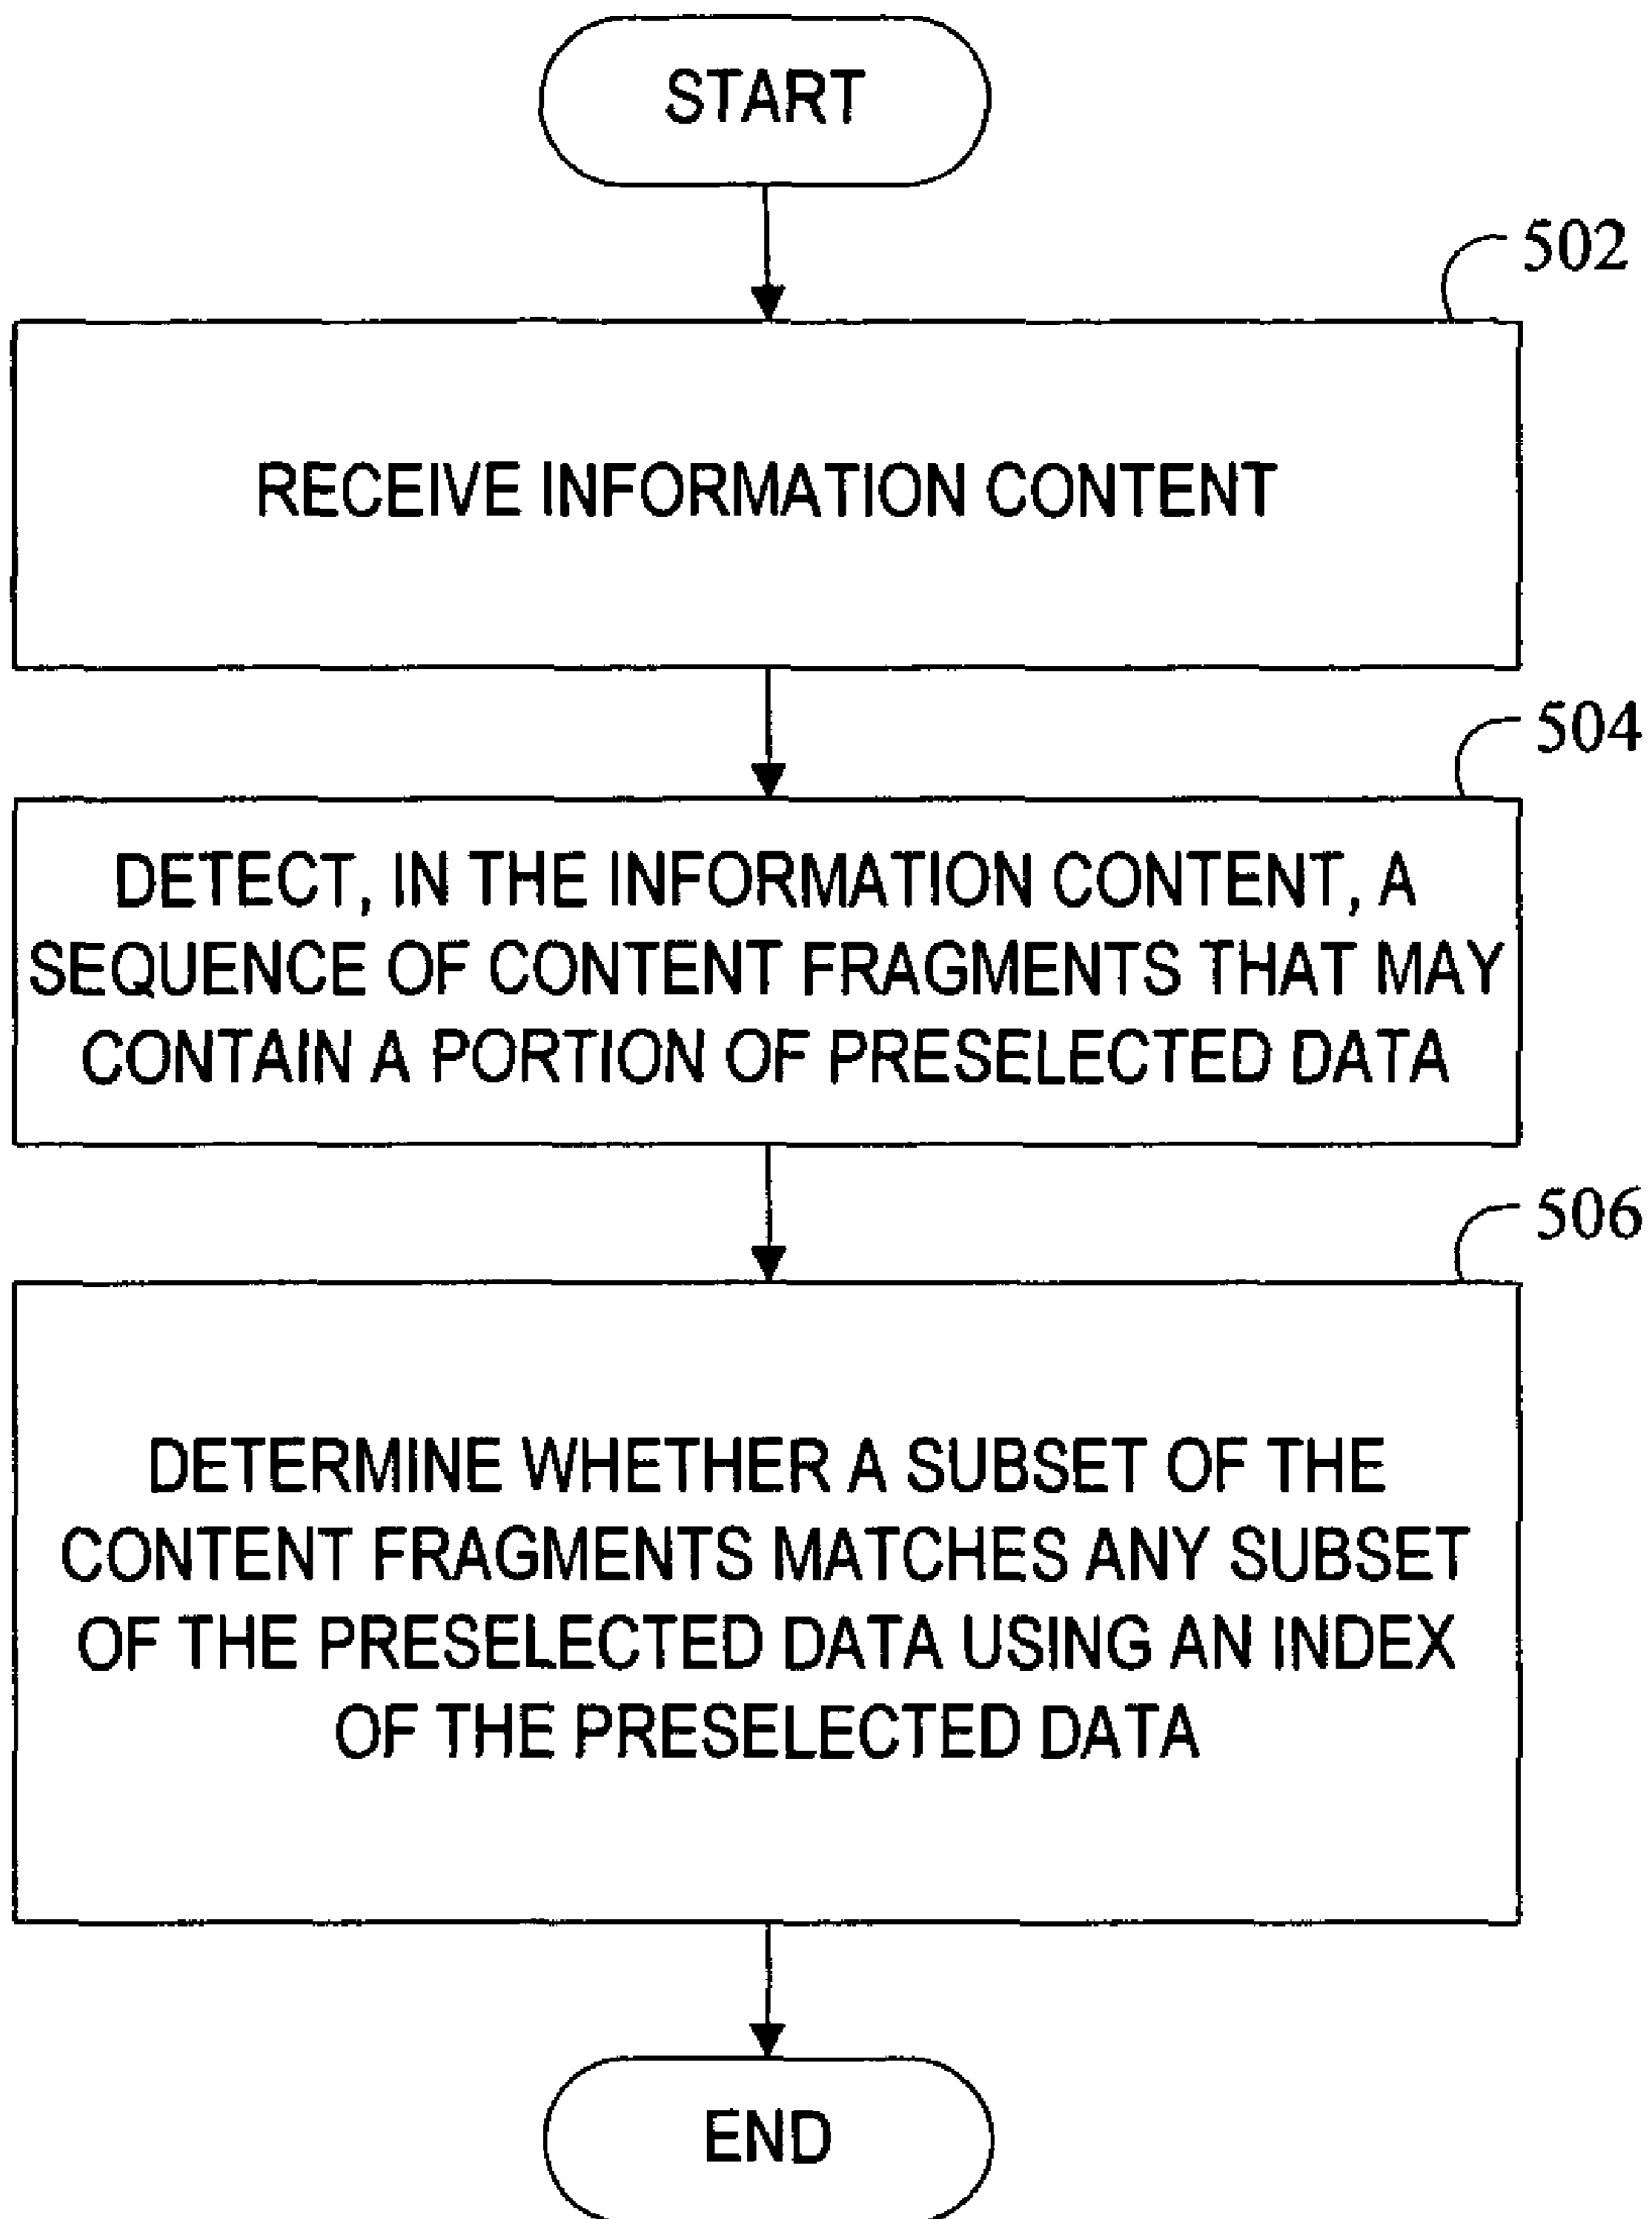 START
502
RECEIVE INFORMATION CONTENT
504
DETECT, IN THE INFORMATION CONTENT, A
SEQUENCE OF CONTENT FRAGMENTS THAT MAY
CONTAIN A PORTION OF PRESELECTED DATA
506
DETERMINE WHETHER A SUBSET OF THE
CONTENT FRAGMENTS MATCHES ANY SUBSET
OF THE PRESELECTED DATA USING AN INDEX
OF THE PRESELECTED DATA
END